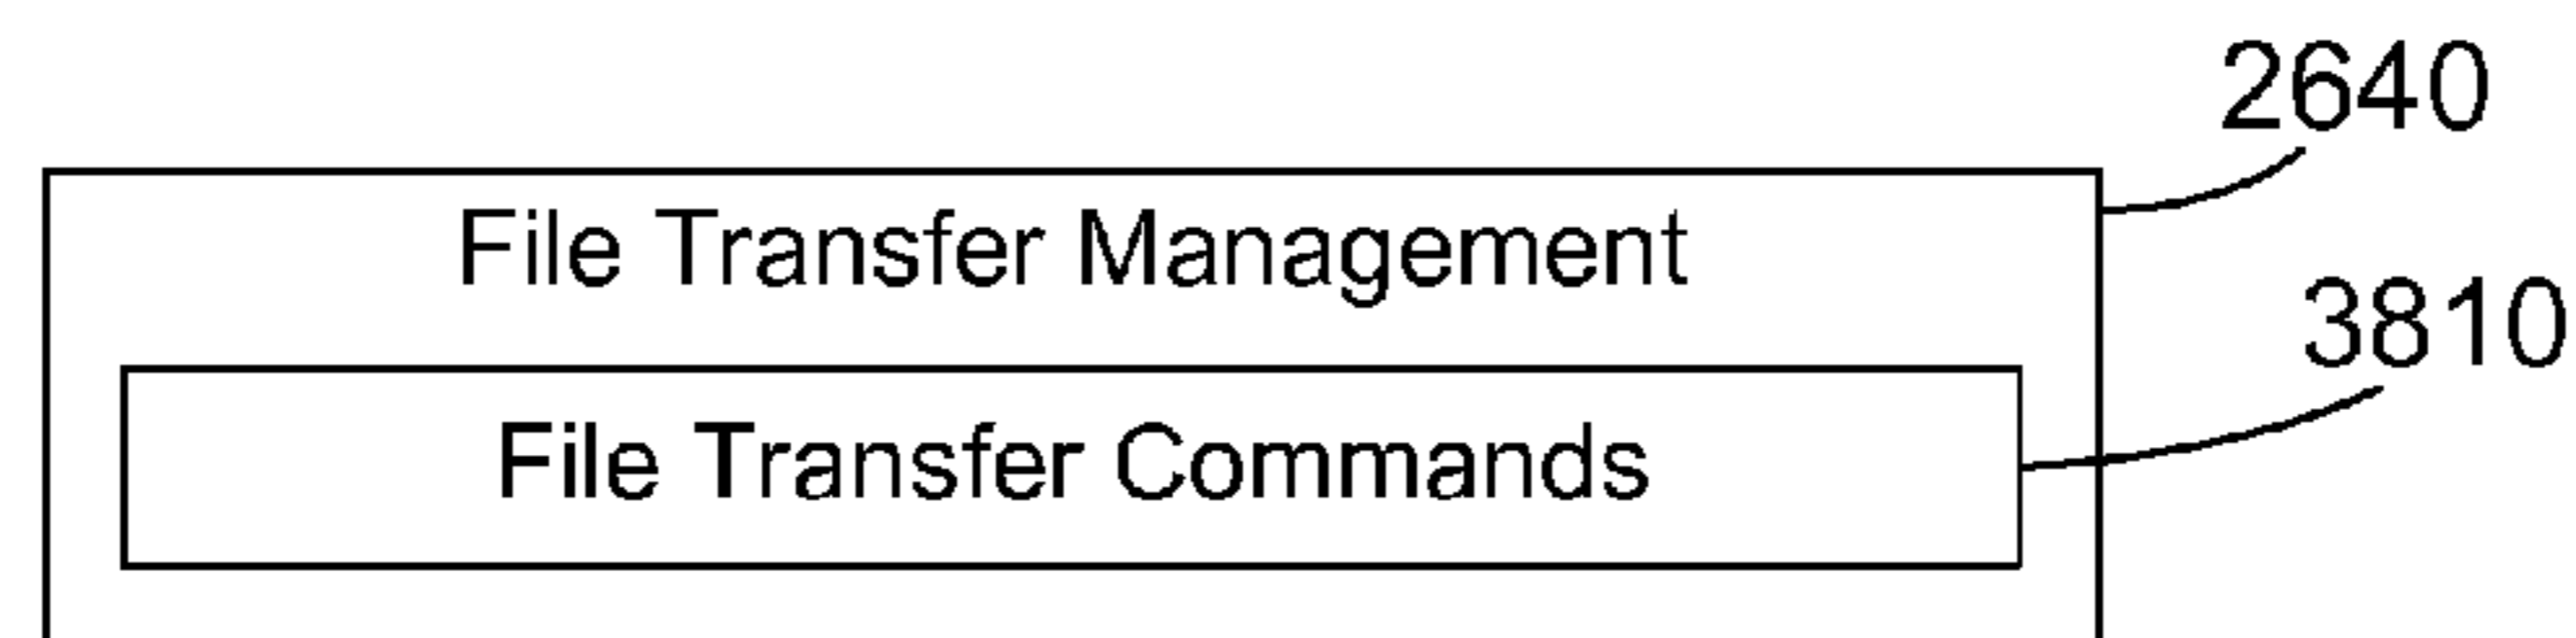 2640
File Transfer Management
3810
File Transfer Commands